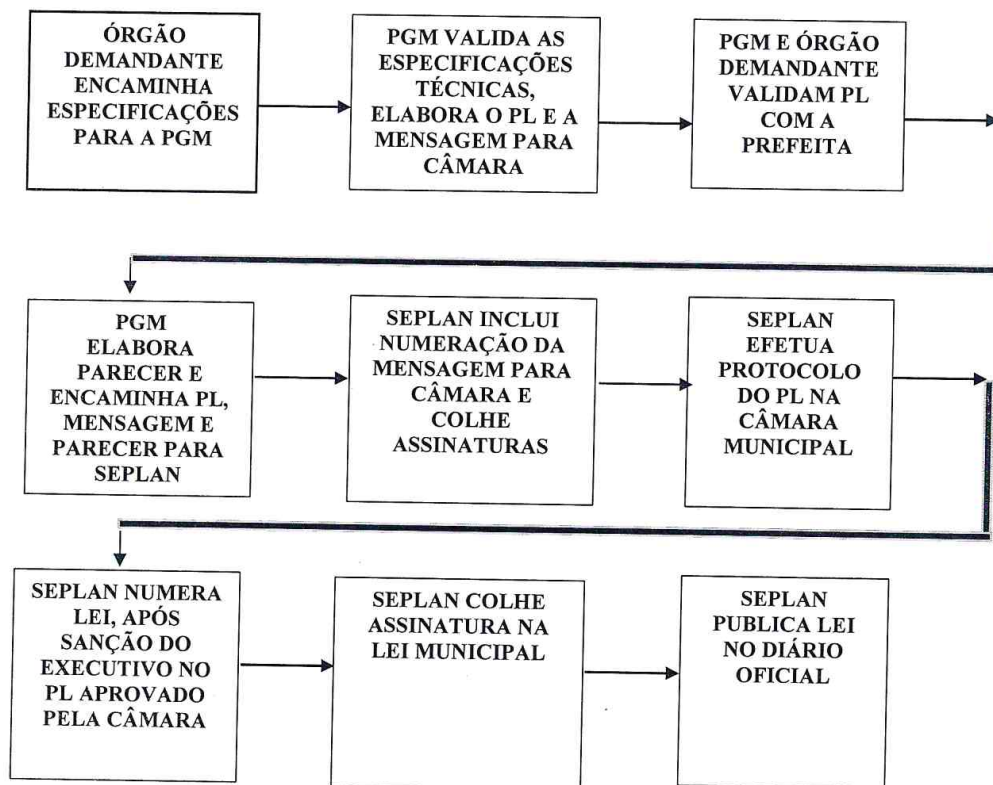 ÓRGÃO
DEMANDANTE
ENCAMINHA
ESPECIFICAÇÕES
PARA A PGM
PGM VALIDA AS
ESPECIFICAÇÕES
TÉCNICAS,
ELABORA O PL E A
MENSAGEM PARA
CÂMARA
PGM E ÓRGÃO
DEMANDANTE
VALIDAM PL
COM A
PREFEITA
PGM
ELABORA
PARECER E
ENCAMINHA PL,
MENSAGEM E
PARECER PARA
SEPLAN
SEPLAN INCLUI
NUMERAÇÃO DA
MENSAGEM PARA
CÂMARA E
COLHE
ASSINATURAS
SEPLAN
EFETUA
PROTOCOLO
DO PL NA
CÂMARA
MUNICIPAL
SEPLAN NUMERA
LEI, APÓS
SANÇÃO DO
EXECUTIVO NO
PL APROVADO
PELA CÂMARA
SEPLAN COLHE
ASSINATURA NA
LEI MUNICIPAL
SEPLAN
PUBLICA LEI
NO DIÁRIO
OFICIAL